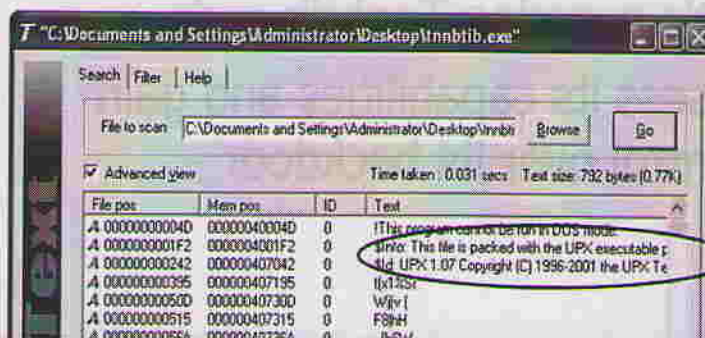 "C:\Documents and Settings\Administrator\Desktop\tnnbtib.exe"
Search Filter Help
File to scan C:\Documents and Settings\Administrator\Desktop\tnnbti Browse Go
Advanced view Time taken : 0.031 secs Text size: 792 bytes (0.77K)
File pos Mem pos ID Text
A 00000000004D 00000040004D 0 !This program cannot be run in DOS mode.
A 0000000001F2 0000004001F2 0 $Info: This file is packed with the UPX executable p
A 000000000242 000000407042 0 $Id: UPX 1.07 Copyright (C) 1996-2001 the UPX Te
A 000000000395 000000407195 0
A 00000000050D 00000040730D 0
A 000000000515 000000407315 0 F8lhH
Text